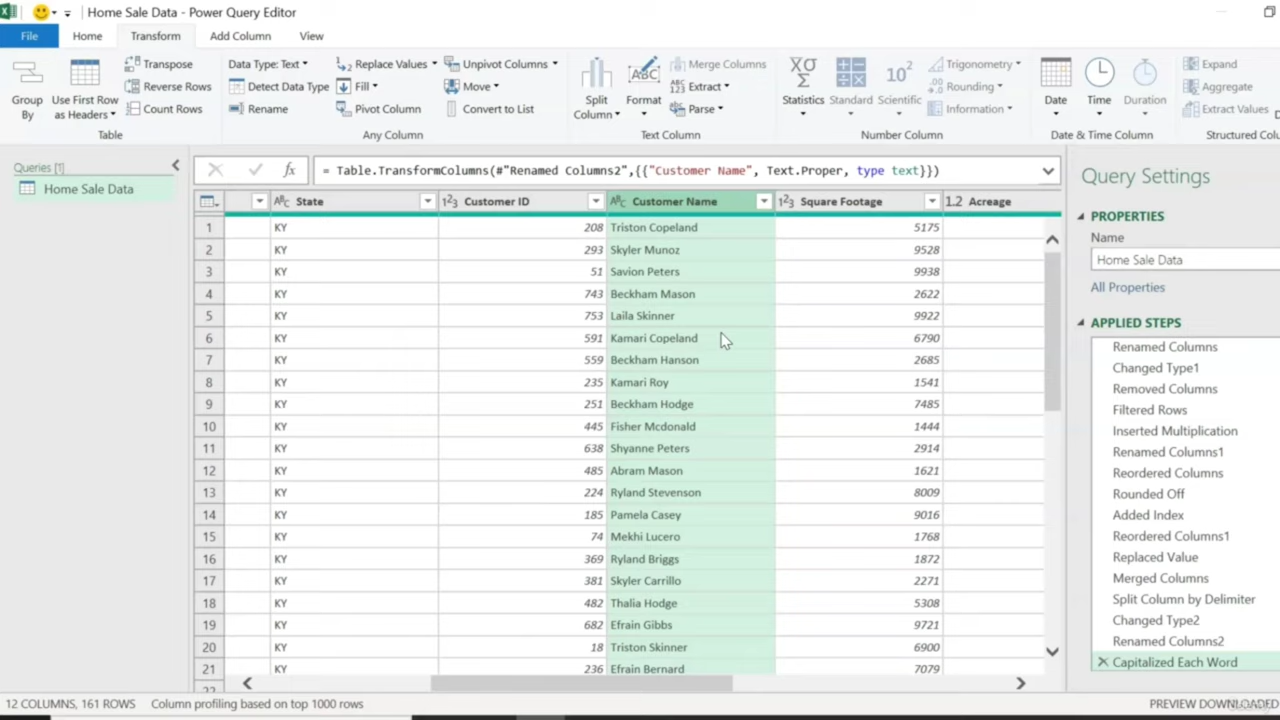 Home Sale Data - Power Query Editor
File Home Transform Add Column View
Group By
Use First Row as Headers
Transpose
Reverse Rows
Count Rows
Table
Data Type: Text
Detect Data Type
Rename
Replace Values
Fill
Pivot Column
Unpivot Columns
Move
Convert to List
Any Column
Split Column
Format
Merge Columns
Extract
Parse
Text Column
Statistics
Standard
Scientific
Trigonometry
Rounding
Information
Number Column
Date
Time
Duration
Date & Time Column
Expand
Aggregate
Extract Values
Queries [1]
Home Sale Data
= Table.TransformColumns(#"Renamed Columns2",{{"Customer Name", Text.Proper, type text}})
State Customer ID Customer Name Square Footage 1.2 Acreage
1 KY 208 Triston Copeland 5175
2 KY 293 Skyler Munoz 9528
3 KY 51 Savion Peters 9938
4 KY 743 Beckham Mason 2622
5 KY 753 Laila Skinner 9922
6 KY 591 Kamari Copeland 6790
7 KY 559 Beckham Hanson 2685
8 KY 235 Kamari Roy 1541
9 KY 251 Beckham Hodge 7485
10 KY 445 Fisher Mcdonald 1444
11 KY 638 Shyanne Peters 2914
12 KY 485 Abram Mason 1621
13 KY 224 Ryland Stevenson 8009
14 KY 185 Pamela Casey 9016
15 KY 74 Mekhi Lucero 1768
16 KY 369 Ryland Briggs 1872
17 KY 381 Skyler Carrillo 2271
18 KY 482 Thalia Hodge 5308
19 KY 682 Efrain Gibbs 9721
20 KY 18 Triston Skinner 6900
21 KY 236 Efrain Bernard 7079
Query Settings
PROPERTIES
Name
Home Sale Data
All Properties
APPLIED STEPS
Renamed Columns
Changed Type1
Removed Columns
Filtered Rows
Inserted Multiplication
Renamed Columns1
Reordered Columns
Rounded Off
Added Index
Reordered Columns1
Replaced Value
Merged Columns
Split Column by Delimiter
Changed Type2
Renamed Columns2
Capitalized Each Word
12 COLUMNS, 161 ROWS Column profiling based on top 1000 rows
PREVIEW DOWNLOADED